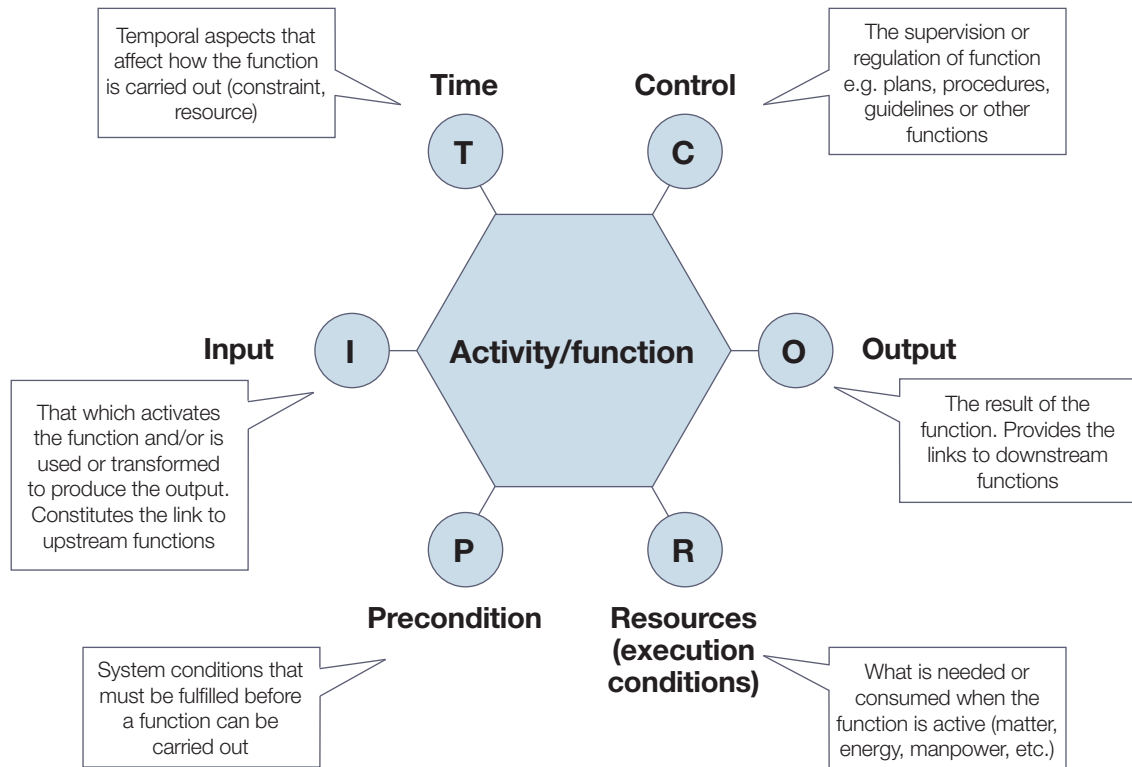 Temporal aspects that
affect how the function
is carried out (constraint,
resource)
Time
Control
The supervision or
regulation of function
e.g. plans, procedures,
guidelines or other
functions
T
C
Input
I
Activity/function
O
Output
That which activates
the function and/or is
used or transformed
to produce the output.
Constitutes the link to
upstream functions
The result of the
function. Provides the
links to downstream
functions
P
R
Precondition
Resources
(execution
conditions)
System conditions that
must be fulfilled before
a function can be
carried out
What is needed or
consumed when the
function is active (matter,
energy, manpower, etc.)